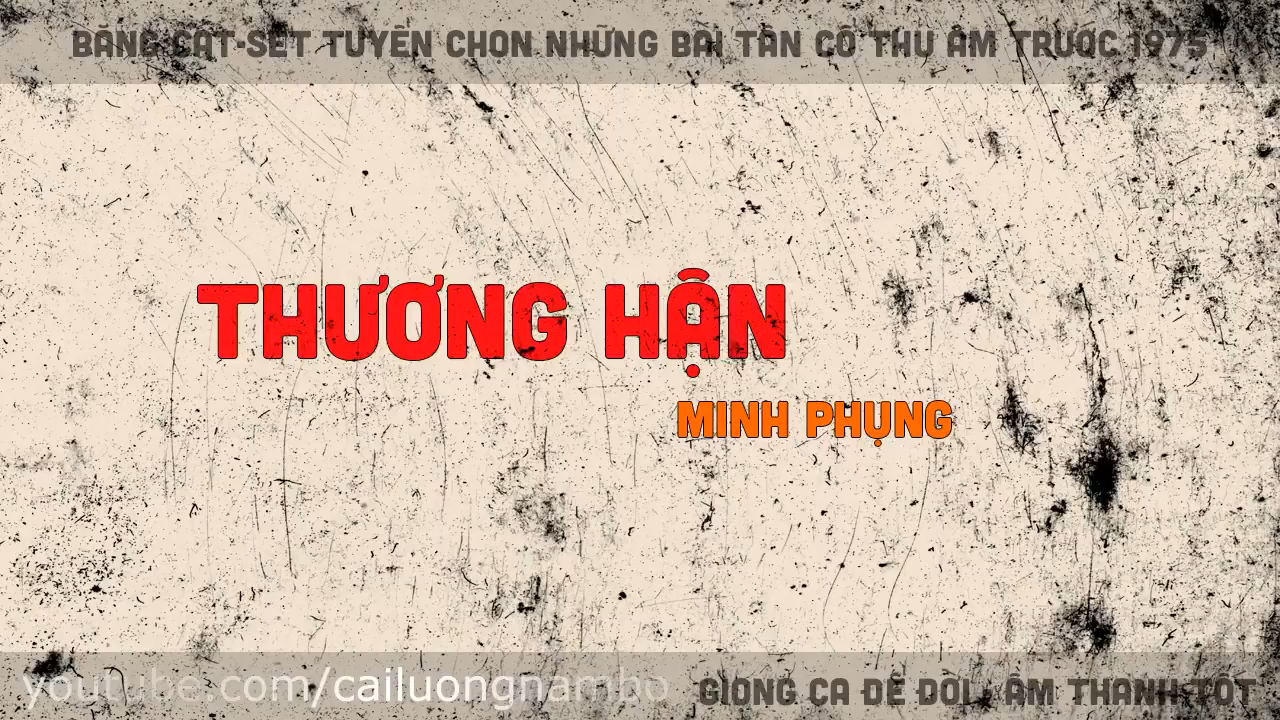 BĂNG CÁT-SÉT TUYỂN CHỌN NHỮNG BÀI TÂN CỔ THU ÂM TRƯỚC 1975
THƯƠNG HẬN
MINH PHỤNG
youtube.com/cailuongnambo
GIỌNG CA ĐỂ ĐỜI, ÂM THANH TỐT